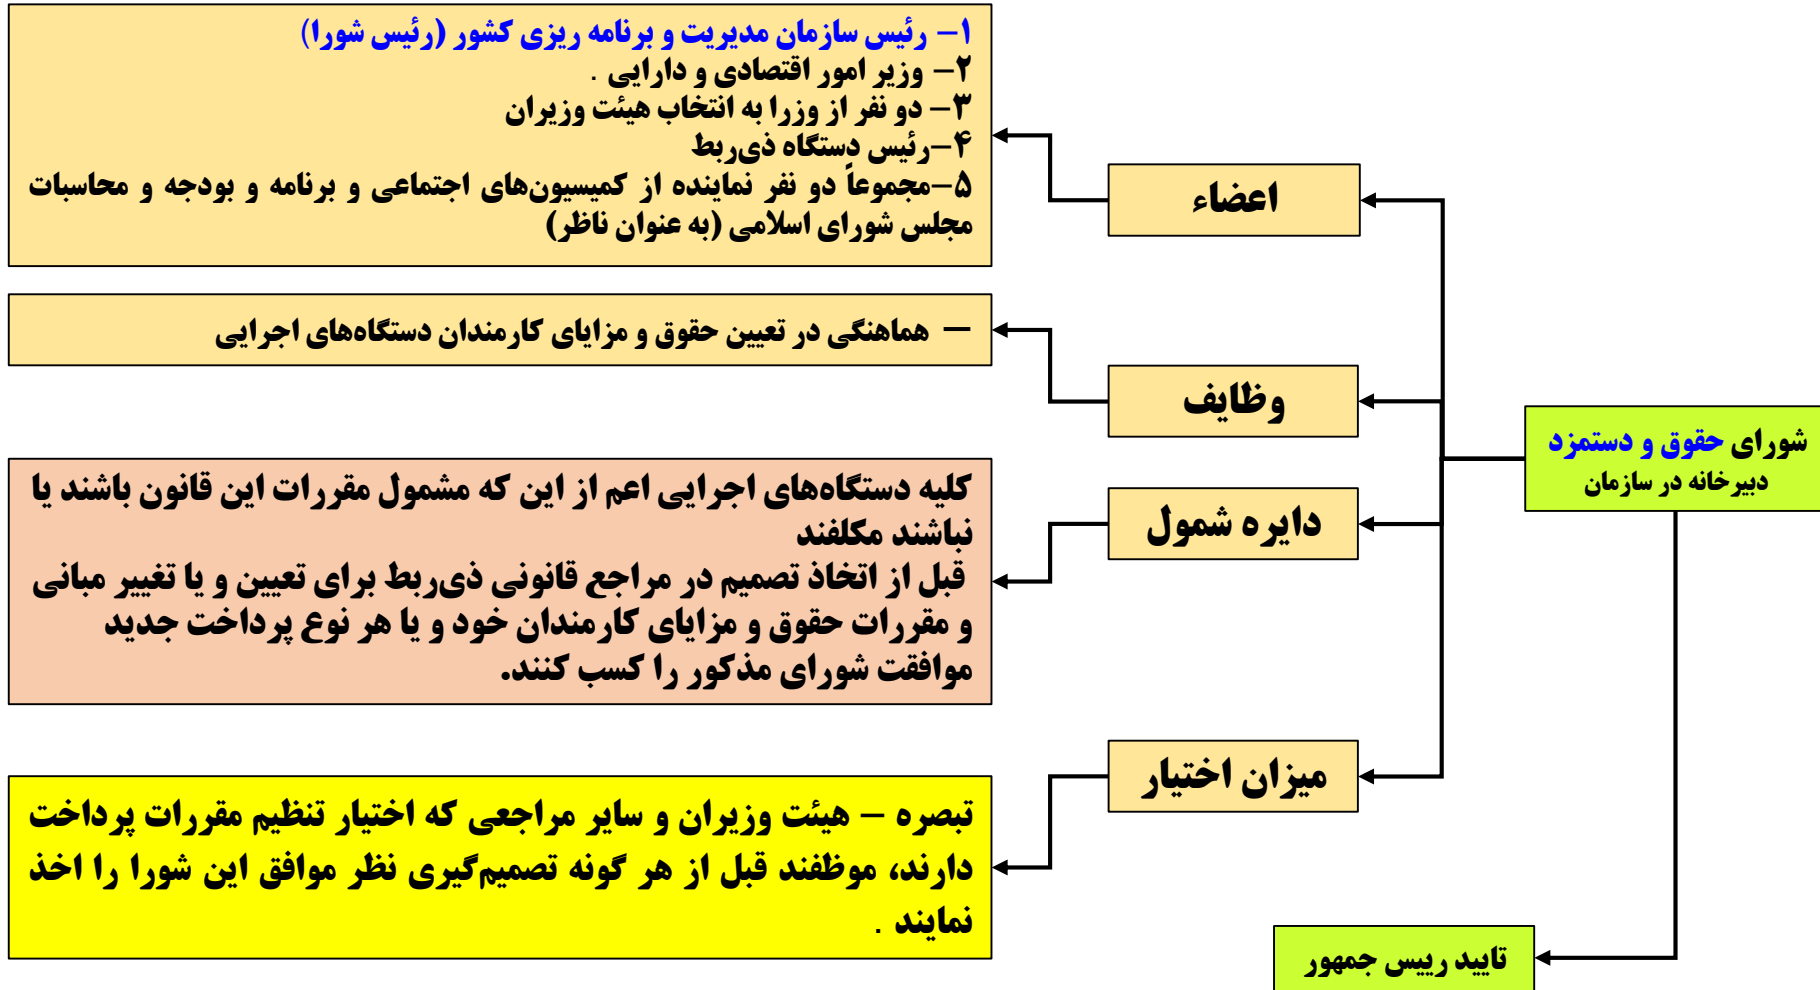 شورای حقوق و دستمزد
دبیرخانه در سازمان
اعضاء
۱– رئیس سازمان مدیریت و برنامه ریزی کشور (رئیس شورا)
۲– وزیر امور اقتصادی و دارایی .
۳– دو نفر از وزرا به انتخاب هیئت وزیران
۴–رئیس دستگاه ذی‌ربط
۵–مجموعاً دو نفر نماینده از کمیسیون‌های اجتماعی و برنامه و بودجه و محاسبات
مجلس شورای اسلامی (به عنوان ناظر)
وظایف
– هماهنگی در تعیین حقوق و مزایای کارمندان دستگاه‌های اجرایی
دایره شمول
کلیه دستگاه‌های اجرایی اعم از این که مشمول مقررات این قانون باشند یا
نباشند مکلفند
قبل از اتخاذ تصمیم در مراجع قانونی ذی‌ربط برای تعیین و یا تغییر مبانی
و مقررات حقوق و مزایای کارمندان خود و یا هر نوع پرداخت جدید
موافقت شورای مذکور را کسب کنند.
میزان اختیار
تبصره – هیئت وزیران و سایر مراجعی که اختیار تنظیم مقررات پرداخت
دارند، موظفند قبل از هر گونه تصمیم‌گیری نظر موافق این شورا را اخذ
نمایند .
تایید رییس جمهور